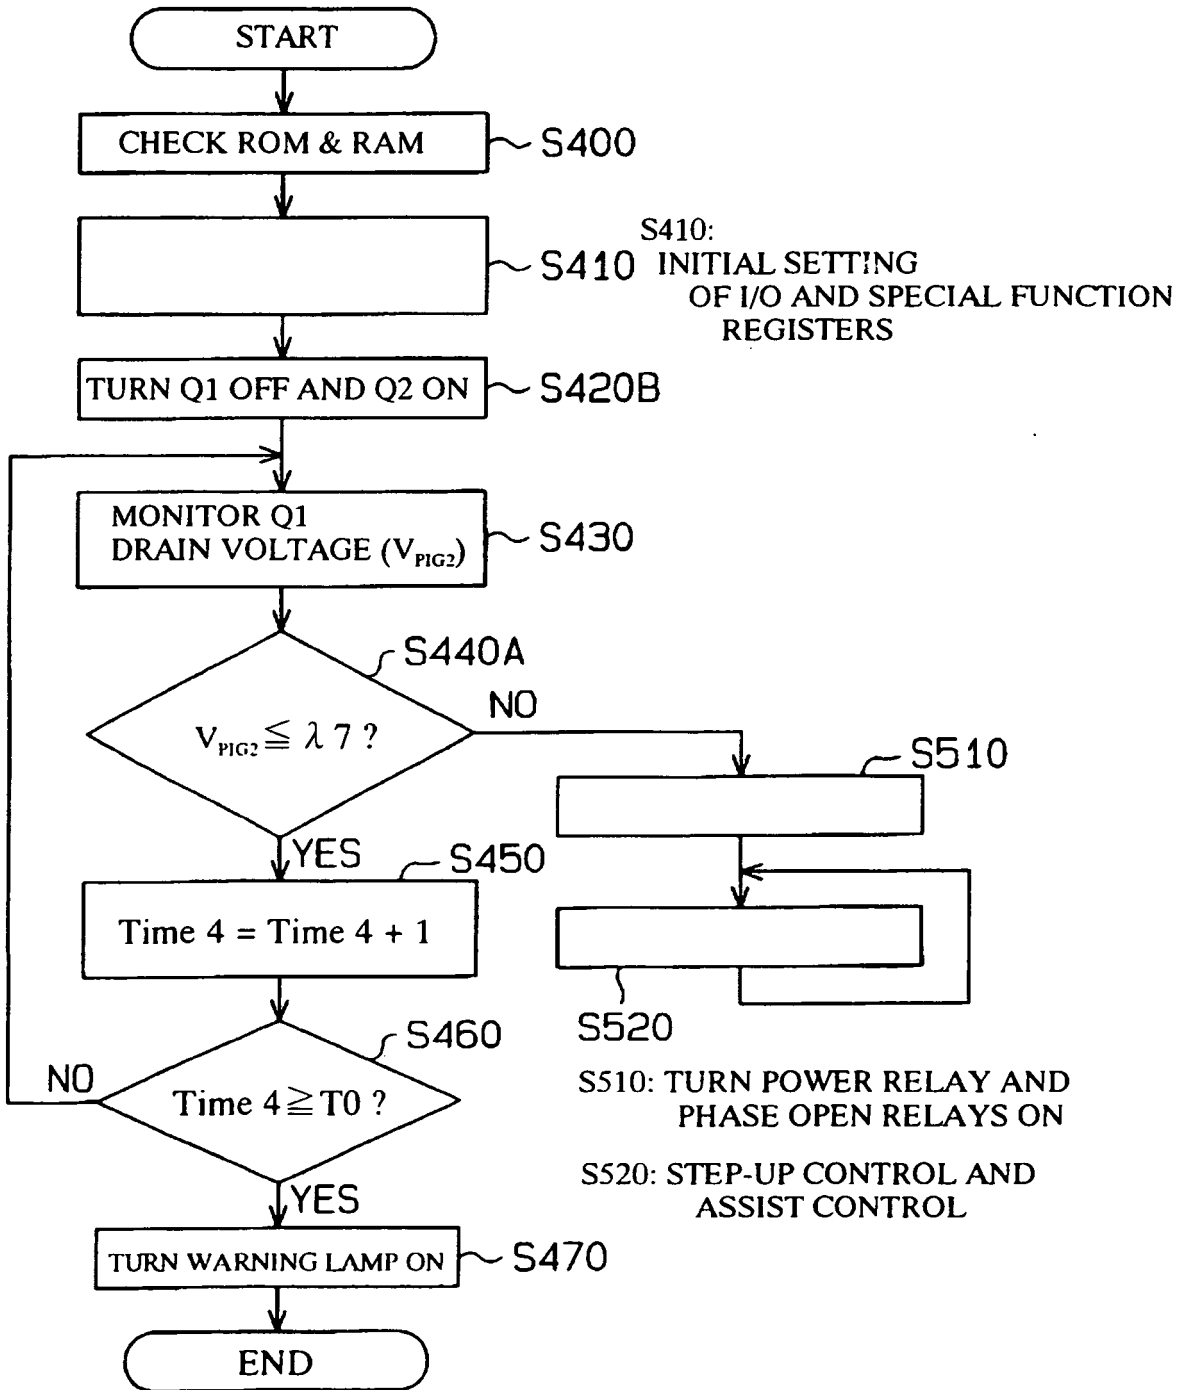 START
CHECK ROM & RAM
S400
S410
S410:
INITIAL SETTING
OF I/O AND SPECIAL FUNCTION
REGISTERS
TURN Q1 OFF AND Q2 ON
S420B
MONITOR Q1
DRAIN VOLTAGE (VPIG2)
S430
S440A
VPIG2 ≦ λ 7 ?
NO
YES
S510
S450
Time 4 = Time 4 + 1
S520
S460
Time 4 ≧ T0 ?
NO
YES
S510: TURN POWER RELAY AND
PHASE OPEN RELAYS ON
S520: STEP-UP CONTROL AND
ASSIST CONTROL
TURN WARNING LAMP ON
S470
END